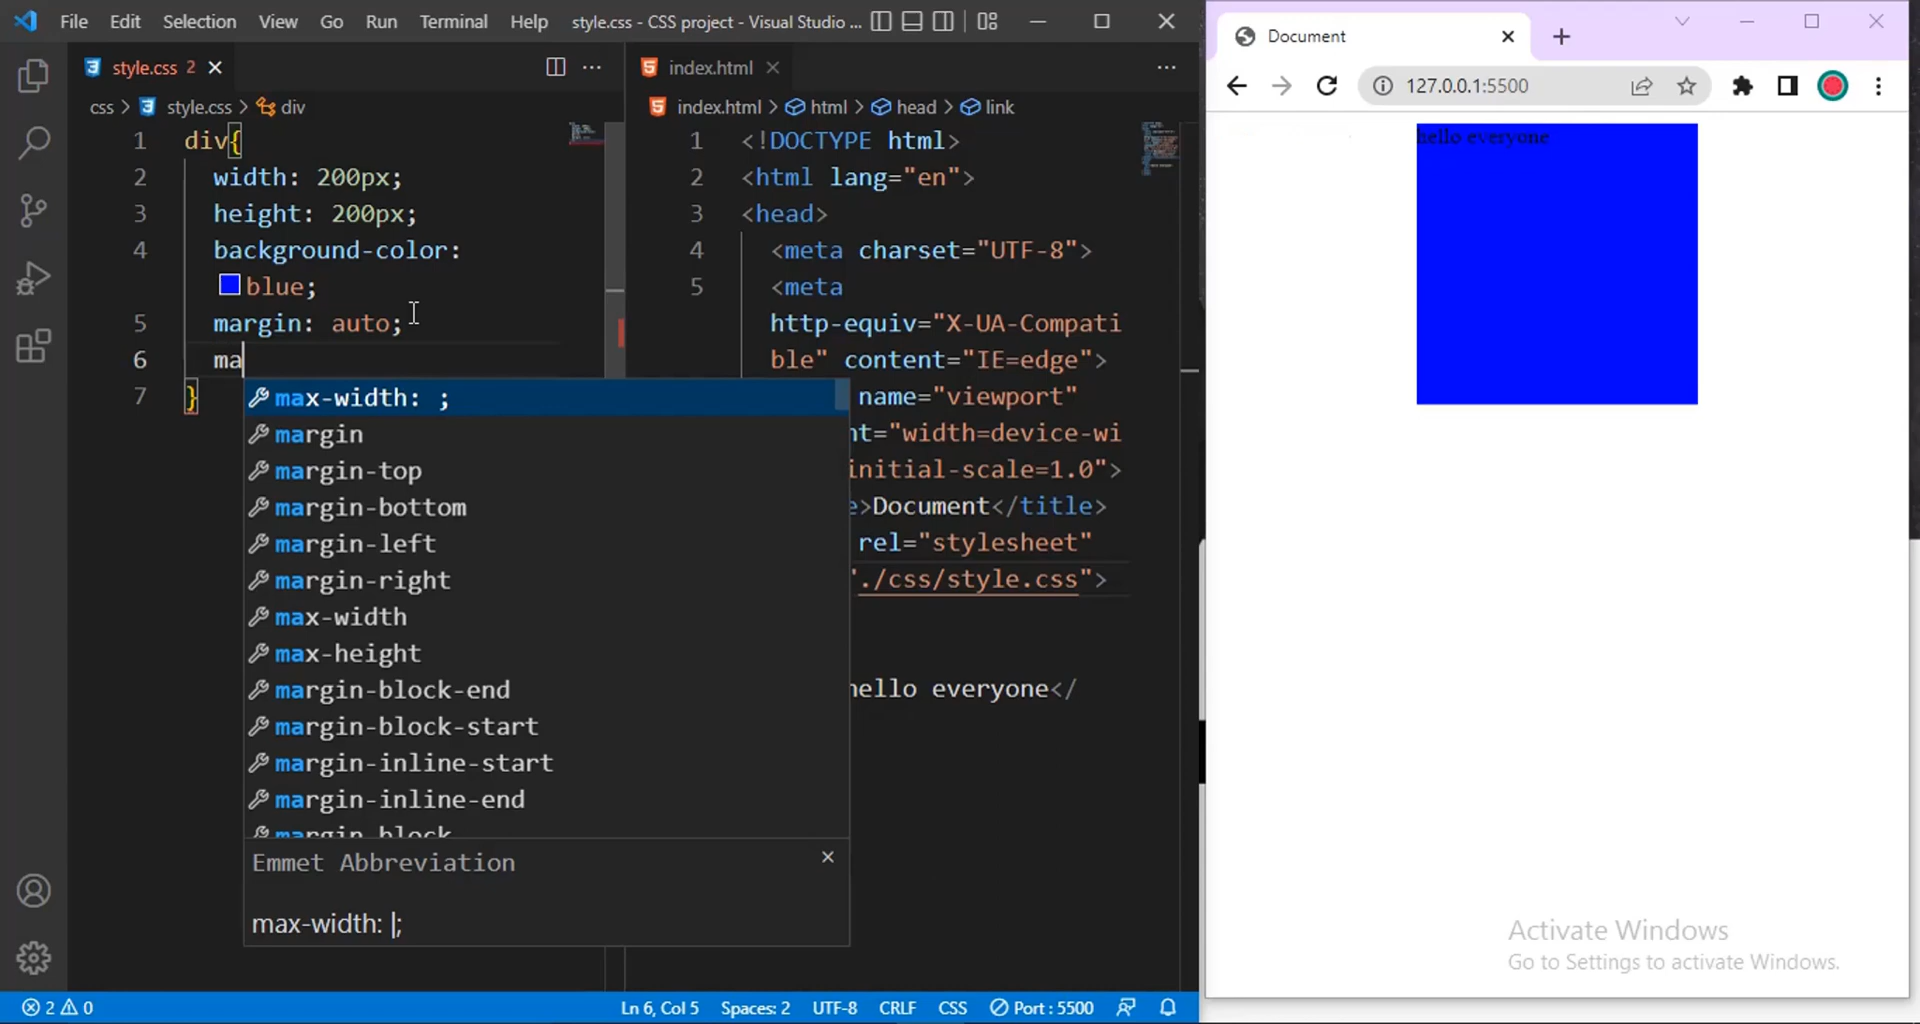 File Edit Selection View Go Run Terminal Help style.css - CSS project - Visual Studio ...
style.css 2
css > style.css > div
1 div{
2 width: 200px;
3 height: 200px;
4 background-color:
blue;
5 margin: auto;
6 ma
7 }
max-width: ;
margin
margin-top
margin-bottom
margin-left
margin-right
max-width
max-height
margin-block-end
margin-block-start
margin-inline-start
margin-inline-end
margin-block
Emmet Abbreviation
max-width: |;
index.html
index.html > html > head > link
1 <!DOCTYPE html>
2 <html lang="en">
3 <head>
4 <meta charset="UTF-8">
5 <meta
http-equiv="X-UA-Compati
ble" content="IE=edge">
name="viewport"
nt="width=device-wi
initial-scale=1.0">
e>Document</title>
rel="stylesheet"
"./css/style.css">
hello everyone</
2 0
Ln 6, Col 5 Spaces: 2 UTF-8 CRLF CSS Port : 5500
Document
127.0.0.1:5500
hello everyone
Activate Windows
Go to Settings to activate Windows.